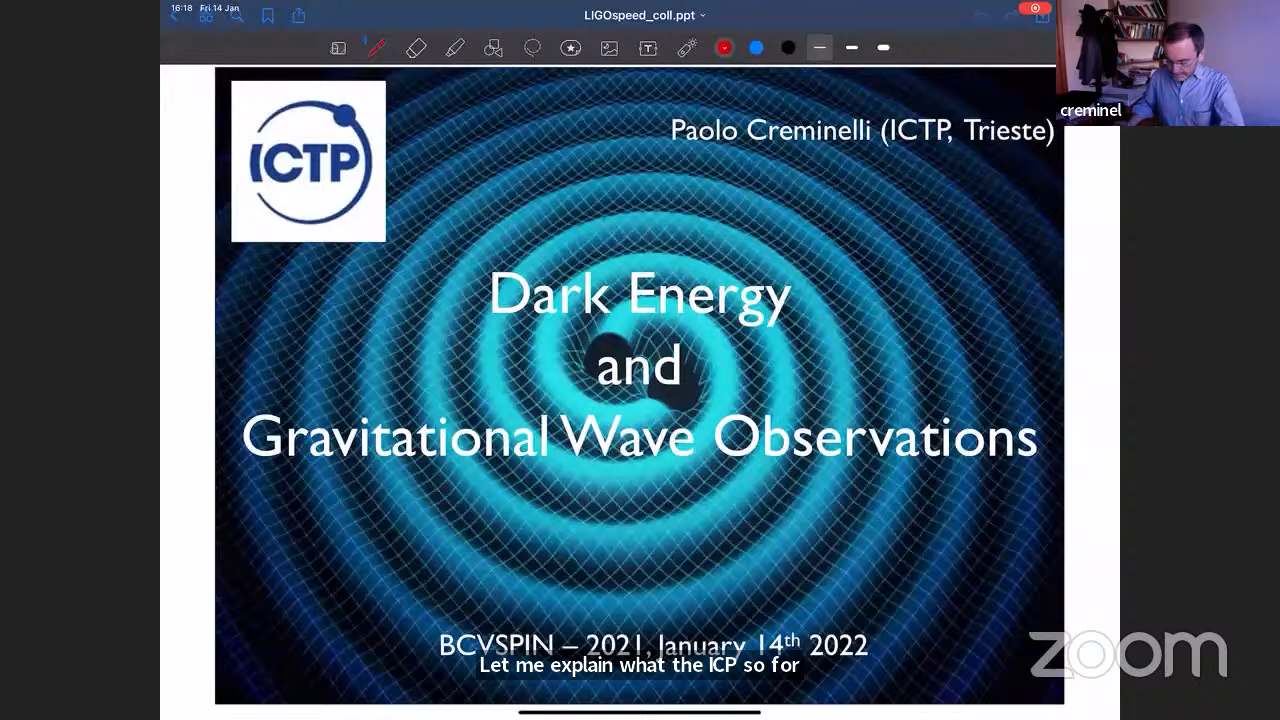 16:18 Fri 14 Jan
LIGOspeed_coll.ppt
creminel
ICTP
Paolo Creminelli (ICTP, Trieste)
Dark Energy
and
Gravitational Wave Observations
BCVSPIN – 2021, January 14th 2022
Let me explain what the ICP so for
zoom